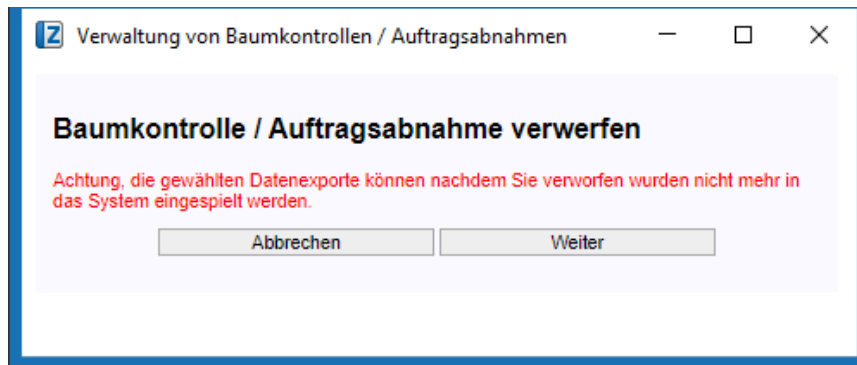 Z Verwaltung von Baumkontrollen / Auftragsabnahmen
Baumkontrolle / Auftragsabnahme verwerfen
Achtung, die gewählten Datenexporte können nachdem Sie verworfen wurden nicht mehr in
das System eingespielt werden.
Abbrechen Weiter